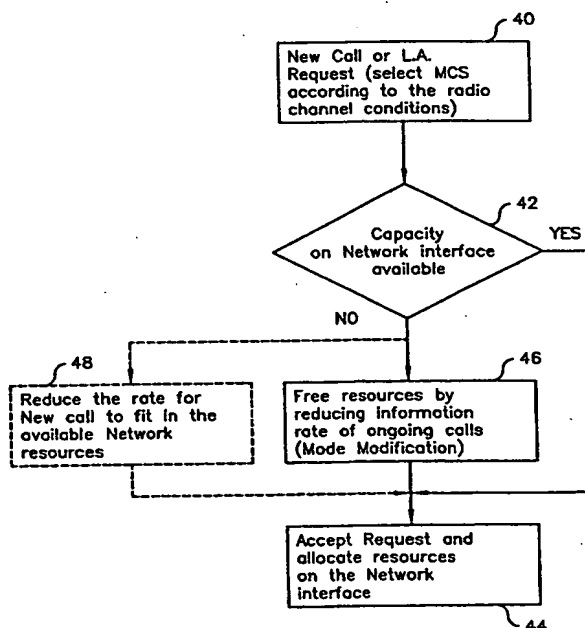 40
New Call or L.A.
Request (select MCS
according to the radio
channel conditions)
42
Capacity
on Network interface
available
YES
NO
48
Reduce the rate for
New call to fit in the
available Network
resources
46
Free resources by
reducing information
rate of ongoing calls
(Mode Modification)
Accept Request and
allocate resources
on the Network
interface
44